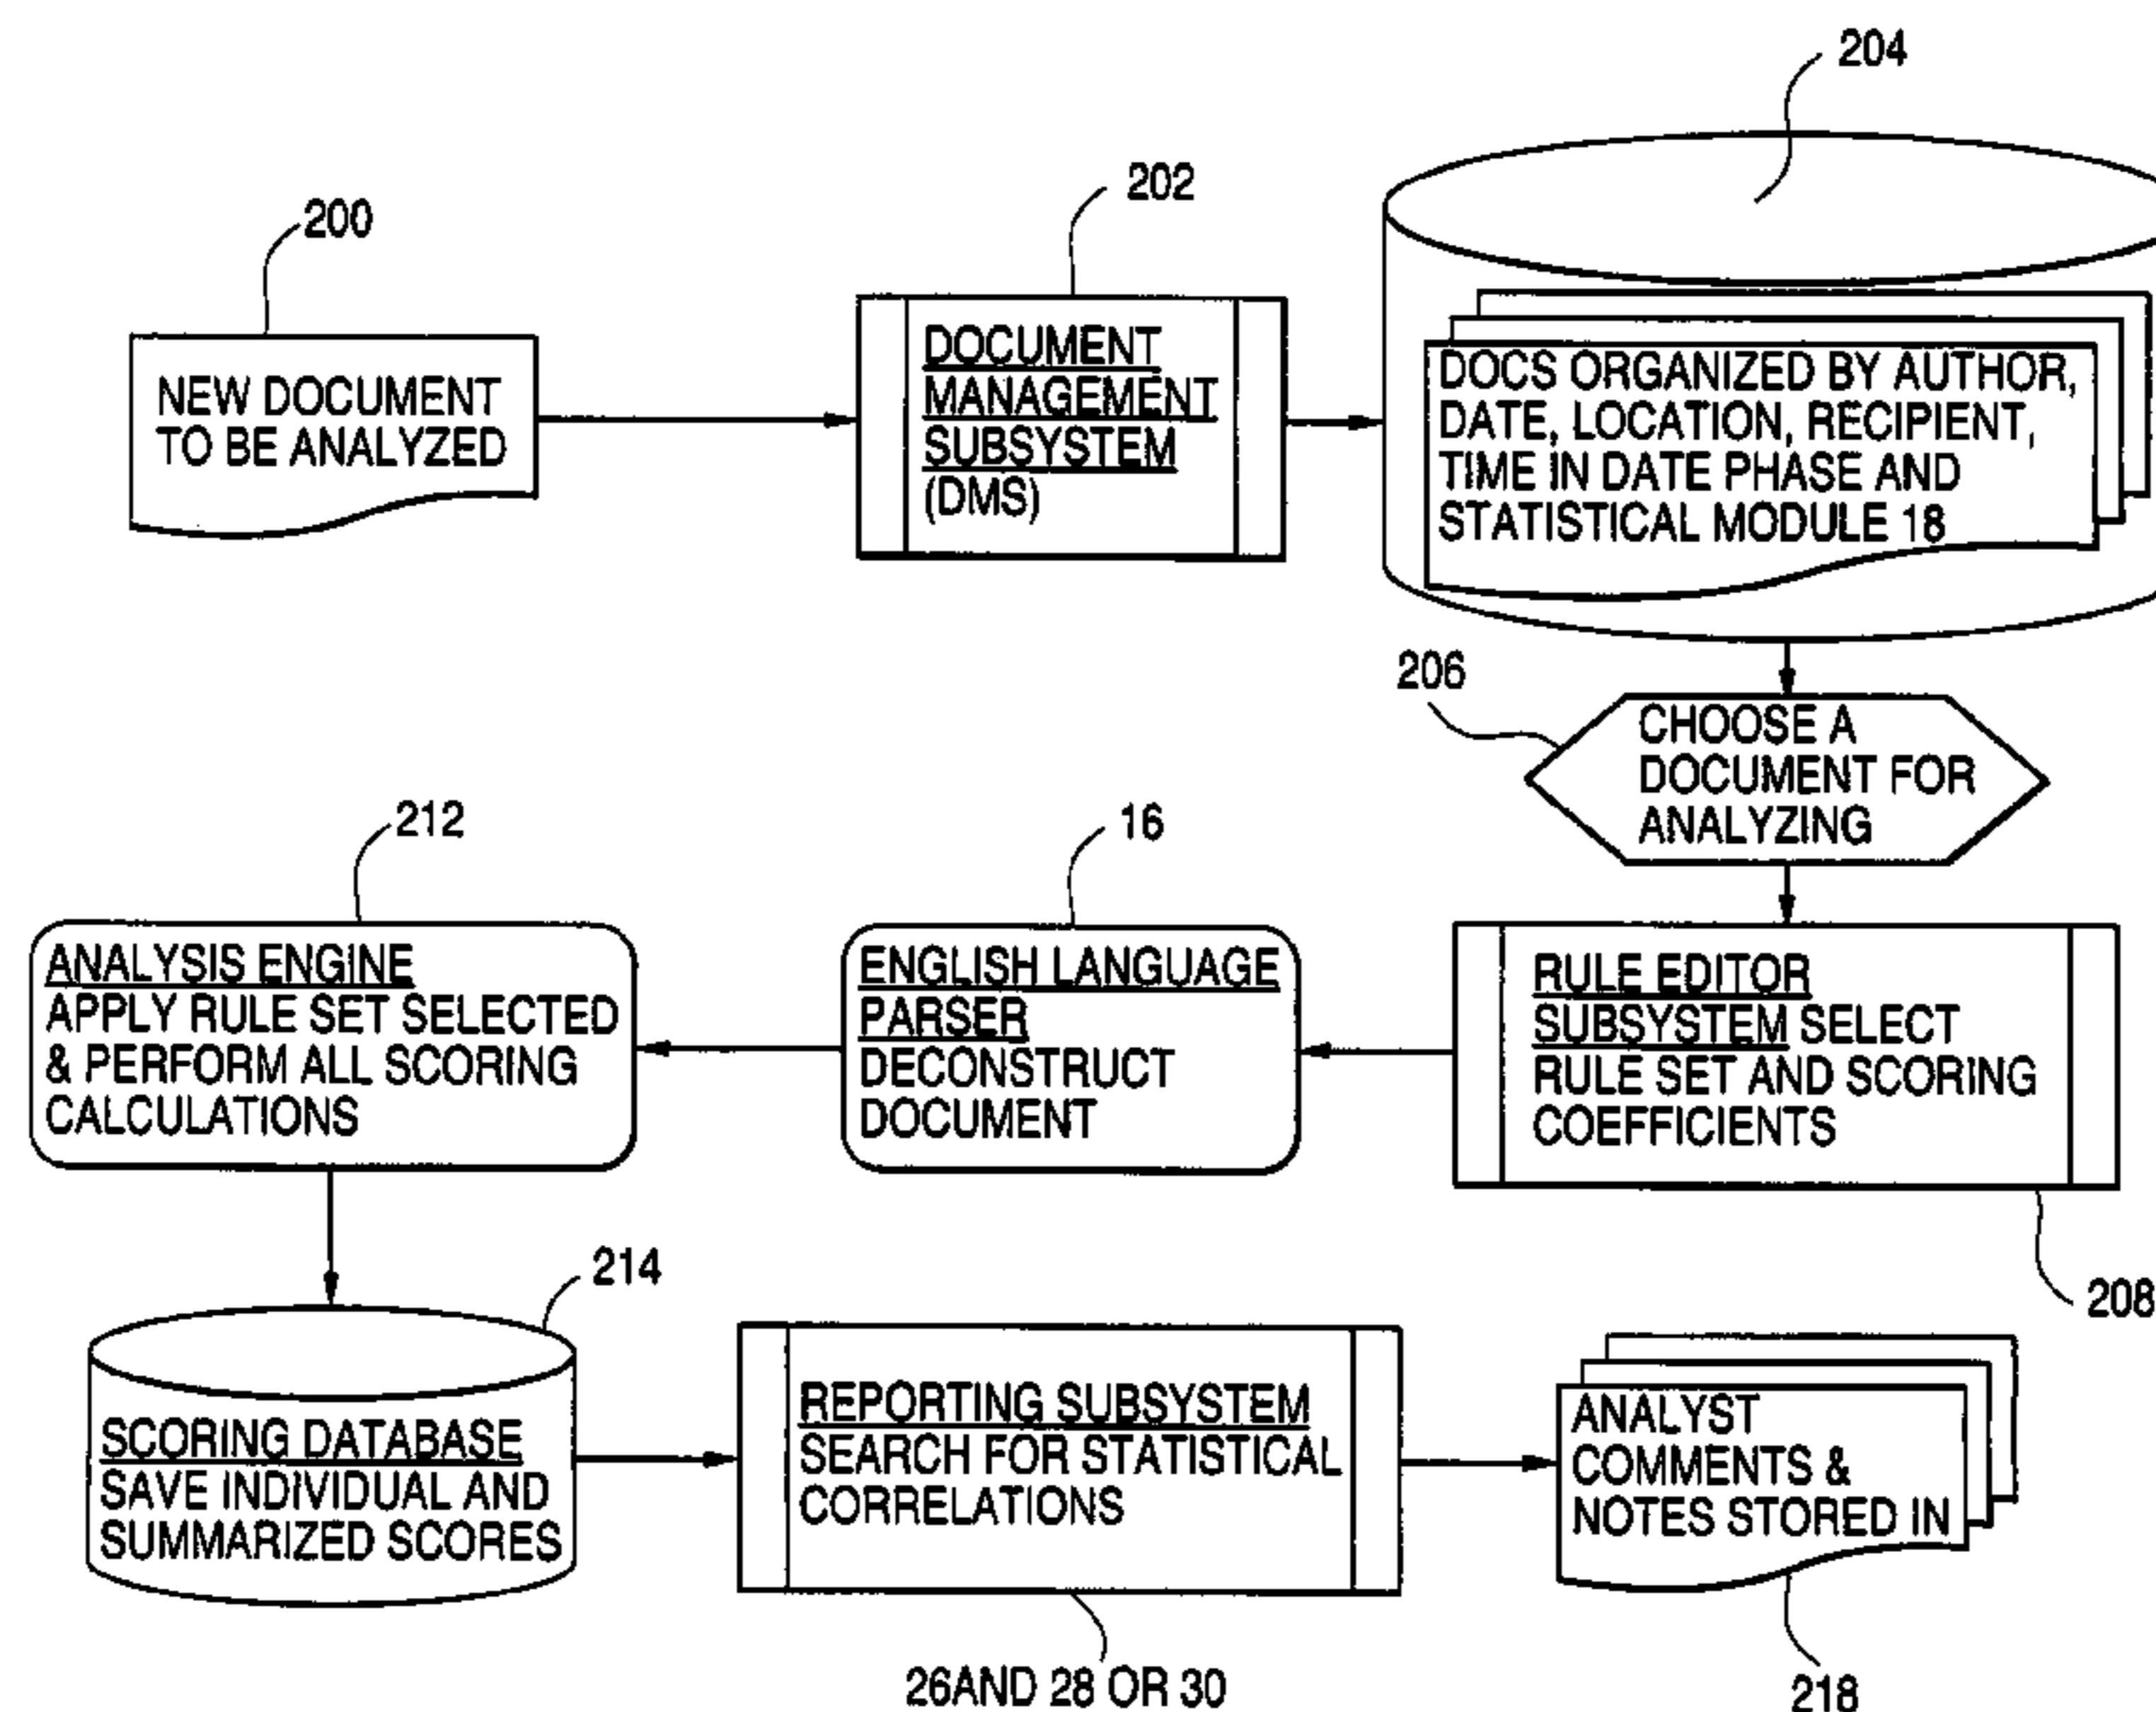 204
202
200
NEW DOCUMENT
TO BE ANALYZED
DOCUMENT
MANAGEMENT
SUBSYSTEM
(DMS)
DOCS ORGANIZED BY AUTHOR,
DATE, LOCATION, RECIPIENT,
TIME IN DATE PHASE AND
STATISTICAL MODULE 18
206
CHOOSE A
DOCUMENT FOR
ANALYZING
212
16
ANALYSIS ENGINE
APPLY RULE SET SELECTED
& PERFORM ALL SCORING
CALCULATIONS
ENGLISH LANGUAGE
PARSER
DECONSTRUCT
DOCUMENT
RULE EDITOR
SUBSYSTEM SELECT
RULE SET AND SCORING
COEFFICIENTS
208
214
SCORING DATABASE
SAVE INDIVIDUAL AND
SUMMARIZED SCORES
REPORTING SUBSYSTEM
SEARCH FOR STATISTICAL
CORRELATIONS
ANALYST
COMMENTS &
NOTES STORED IN
26AND 28 OR 30
218